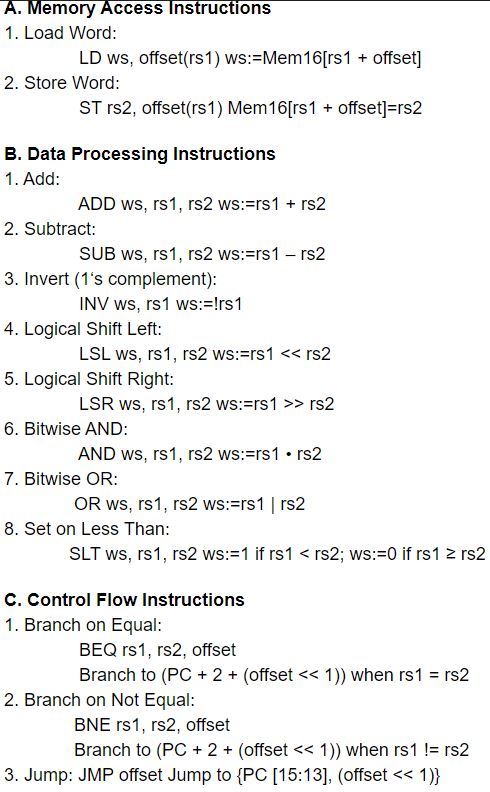 A. Memory Access Instructions
1. Load Word:
LD ws, offset(rs1) ws:=Mem16[rs1 + offset]
2. Store Word:
ST rs2, offset(rs1) Mem16[rs1 + offset]=rs2
B. Data Processing Instructions
1. Add:
ADD ws, rs1, rs2 ws:=rs1 + rs2
2. Subtract:
SUB ws, rs1, rs2 ws:=rs1 – rs2
3. Invert (1‘s complement):
INV ws, rs1 ws:=!rs1
4. Logical Shift Left:
LSL ws, rs1, rs2 ws:=rs1 << rs2
5. Logical Shift Right:
LSR ws, rs1, rs2 ws:=rs1 >> rs2
6. Bitwise AND:
AND ws, rs1, rs2 ws:=rs1 • rs2
7. Bitwise OR:
OR ws, rs1, rs2 ws:=rs1 | rs2
8. Set on Less Than:
SLT ws, rs1, rs2 ws:=1 if rs1 < rs2; ws:=0 if rs1 ≥ rs2
C. Control Flow Instructions
1. Branch on Equal:
BEQ rs1, rs2, offset
Branch to (PC + 2 + (offset << 1)) when rs1 = rs2
2. Branch on Not Equal:
BNE rs1, rs2, offset
Branch to (PC + 2 + (offset << 1)) when rs1 != rs2
3. Jump: JMP offset Jump to {PC [15:13], (offset << 1)}